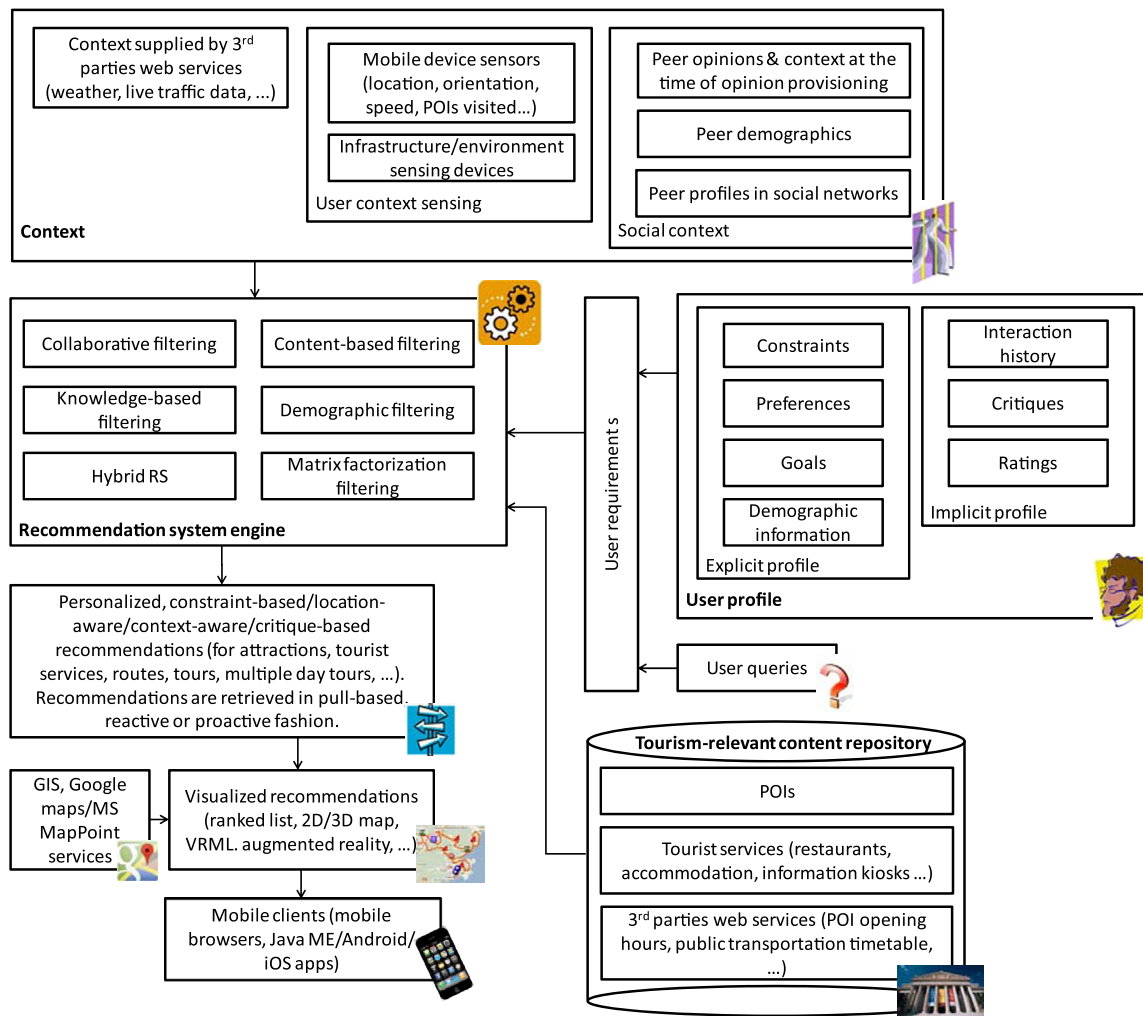 Context supplied by 3rd
parties web services
(weather, live traffic data, ...)
Mobile device sensors
(location, orientation,
speed, POIs visited…)
Infrastructure/environment
sensing devices
User context sensing
Peer opinions & context at the
time of opinion provisioning
Peer demographics
Peer profiles in social networks
Social context
Context
Collaborative filtering
Content-based filtering
Knowledge-based
filtering
Demographic filtering
Hybrid RS
Matrix factorization
filtering
Recommendation system engine
User requirement s
Constraints
Preferences
Goals
Demographic
information
Explicit profile
Interaction
history
Critiques
Ratings
Implicit profile
User profile
User queries
Personalized, constraint-based/location-
aware/context-aware/critique-based
recommendations (for attractions, tourist
services, routes, tours, multiple day tours, …).
Recommendations are retrieved in pull-based,
reactive or proactive fashion.
GIS, Google
maps/MS
MapPoint
services
Visualized recommendations
(ranked list, 2D/3D map,
VRML. augmented reality, …)
Mobile clients (mobile
browsers, Java ME/Android/
iOS apps)
Tourism-relevant content repository
POIs
Tourist services (restaurants,
accommodation, information kiosks …)
3rd parties web services (POI opening
hours, public transportation timetable,
…)